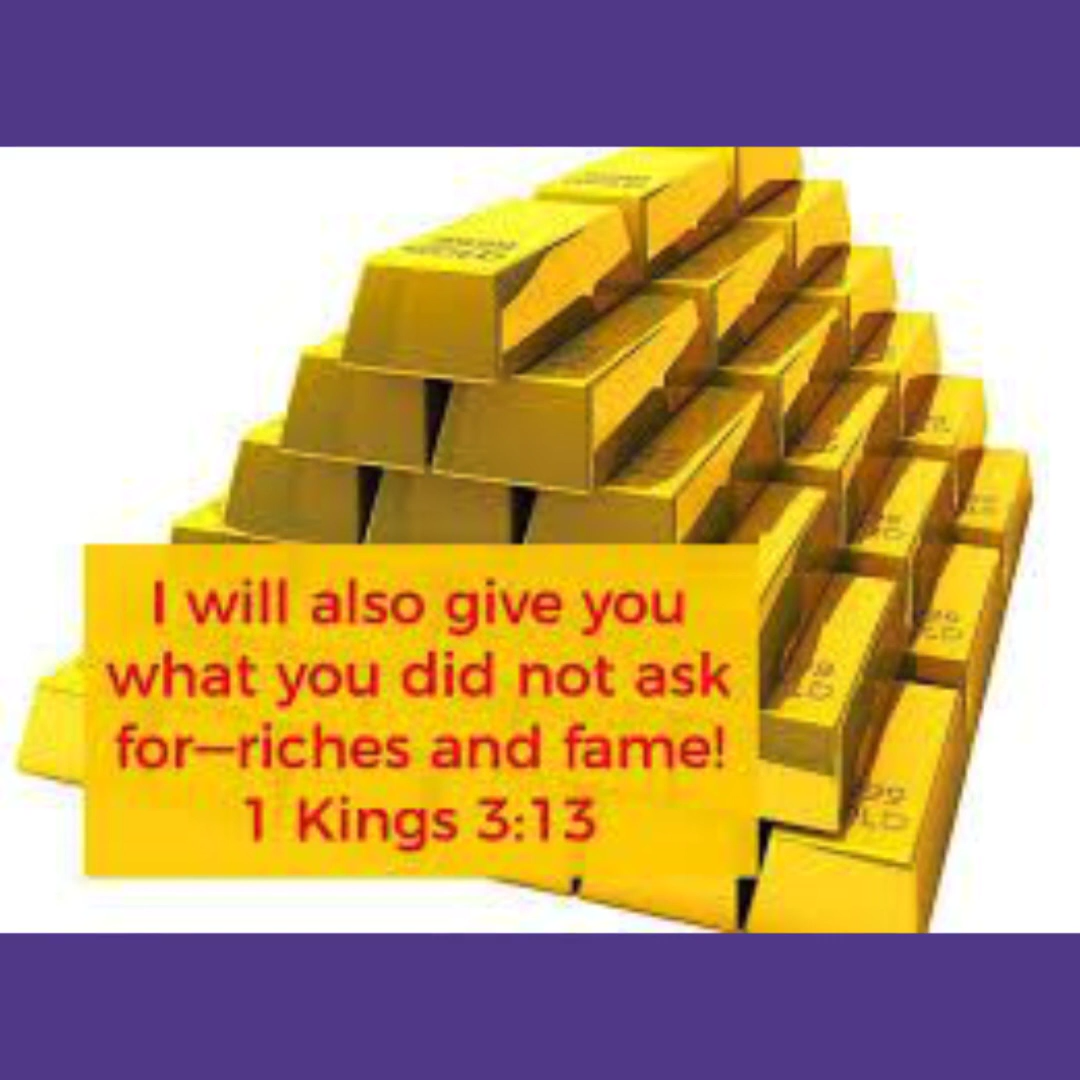 I will also give you
what you did not ask
for—riches and fame!
1 Kings 3:13